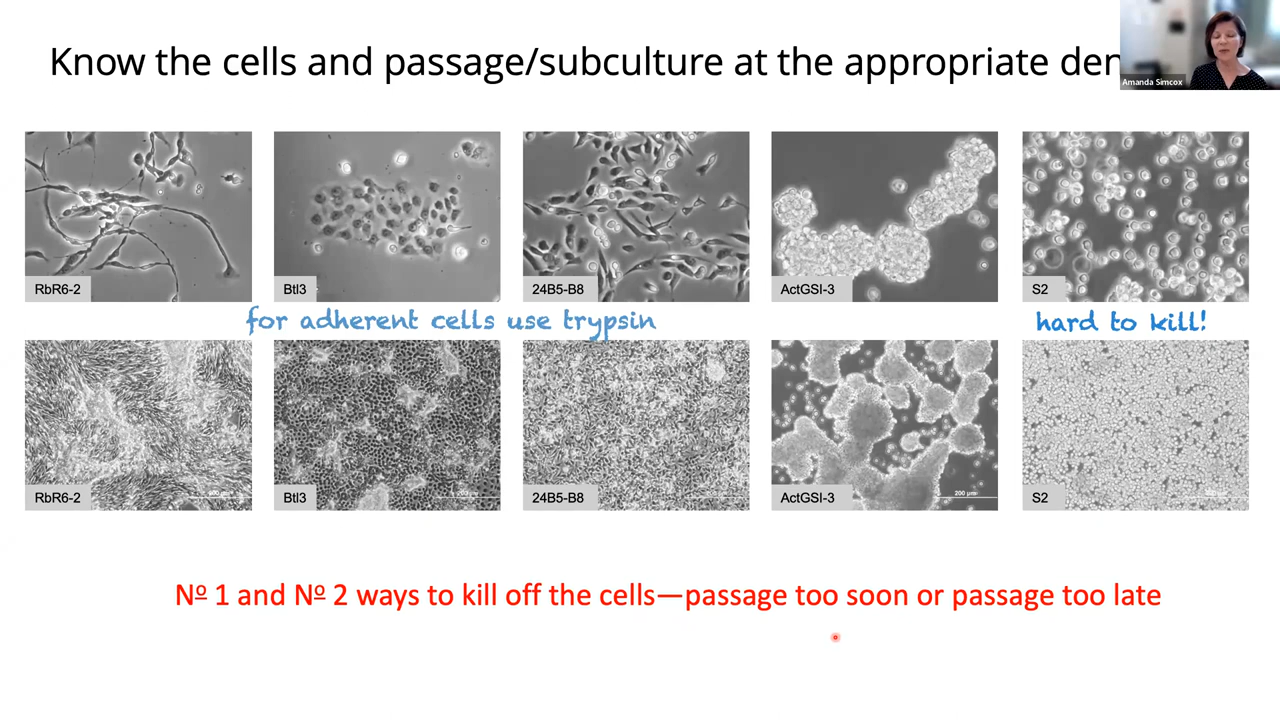 Know the cells and passage/subculture at the appropriate den
Amanda Simcox
RbR6-2
Btl3
24B5-B8
ActGSI-3
S2
for adherent cells use trypsin
hard to kill!
RbR6-2
Btl3
24B5-B8
ActGSI-3
200 µm
S2
Nº 1 and Nº 2 ways to kill off the cells—passage too soon or passage too late